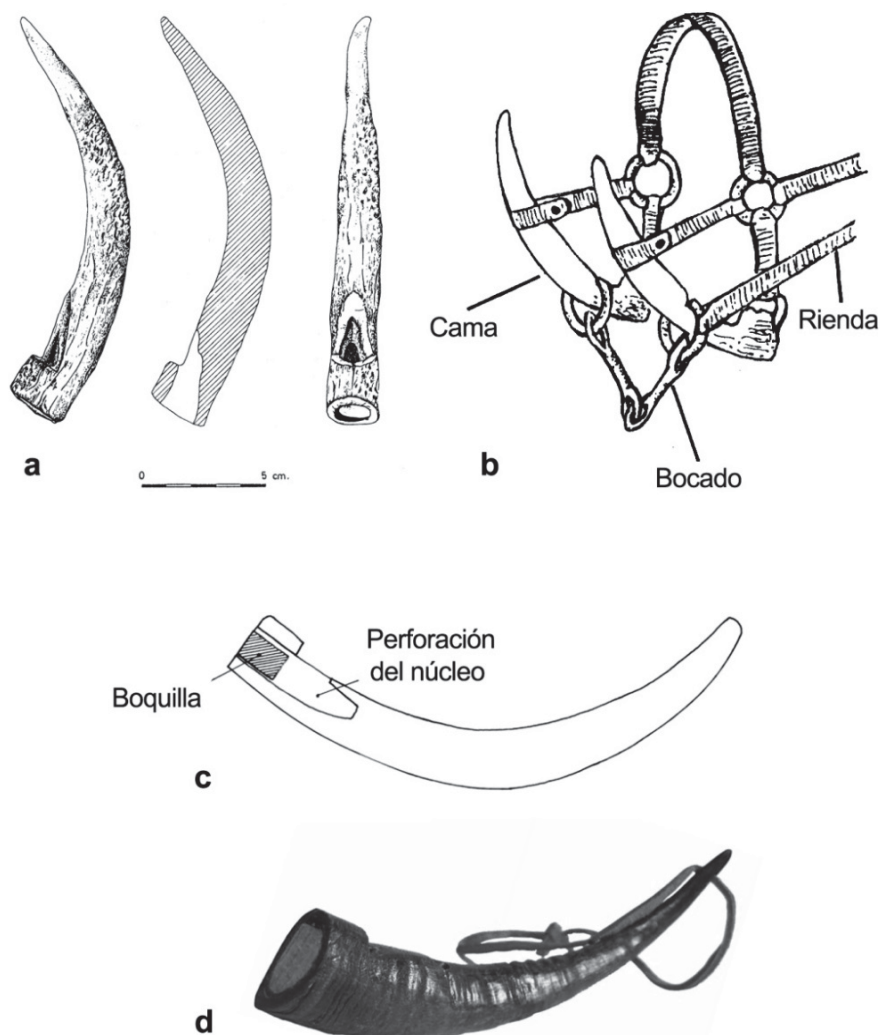 a
0 5 cm.
b
Cama
Rienda
Bocado
Perforación
del núcleo
Boquilla
c
d